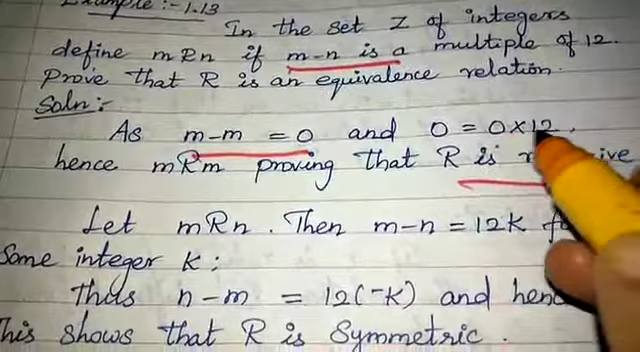 Example :- 1.13
In the set Z of integers
define mRn if m-n is a multiple of 12.
Prove that R is an equivalence relation.
Soln :-
As m-m = 0 and 0 = 0×12.
hence mRm proving that R is
Let mRn. Then m-n = 12K
Some integer K;
thus n-m = 12(-K) and
This shows that R is Symmetric.